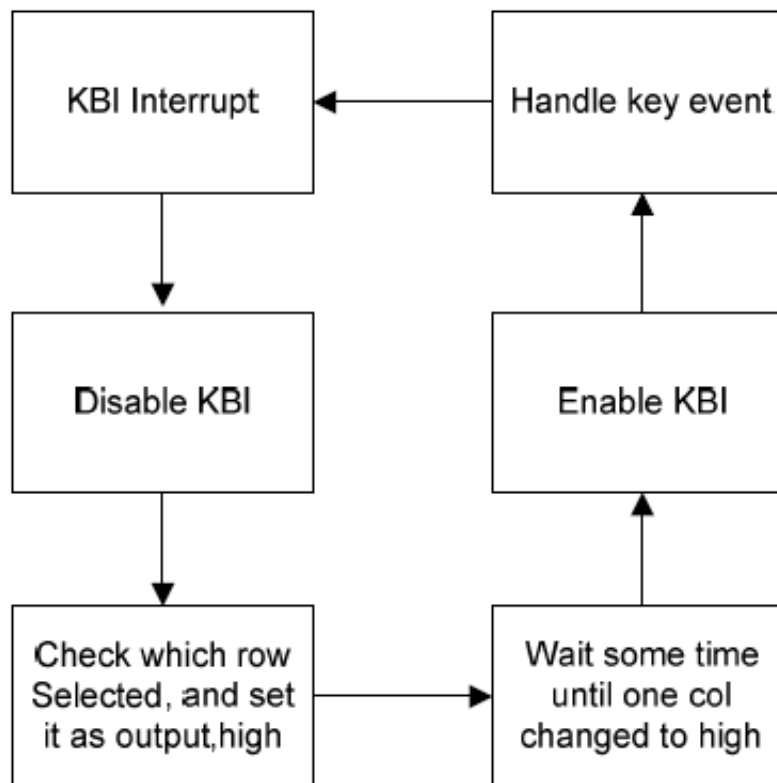 KBI Interrupt
Handle key event
Disable KBI
Enable KBI
Check which row
Selected, and set
it as output,high
Wait some time
until one col
changed to high